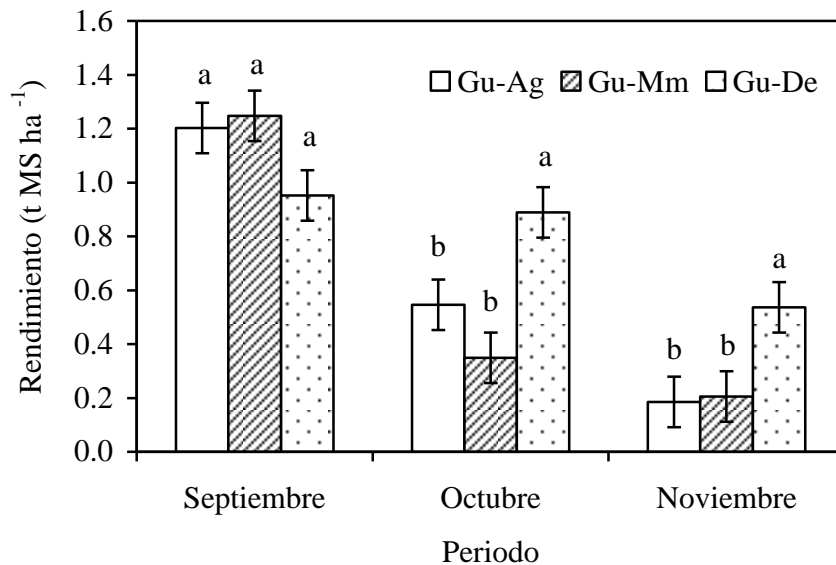 Rendimiento (t MS ha⁻¹)
1.6
1.4
1.2
1.0
0.8
0.6
0.4
0.2
0.0
Gu-Ag Gu-Mm Gu-De
a a a
b b a
b b a
Septiembre Octubre Noviembre
Periodo